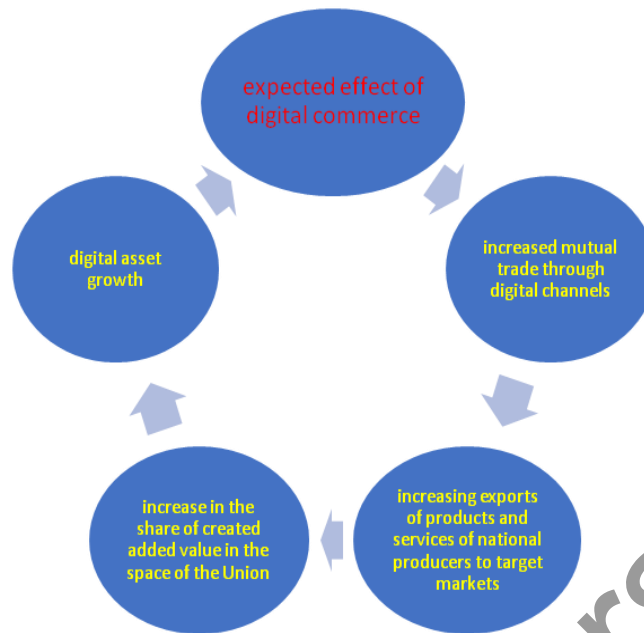 expected effect of
digital commerce
increased mutual
trade through
digital channels
increasing exports
of products and
services of national
producers to target
markets
increase in the
share of created
added value in the
space of the Union
digital asset
growth